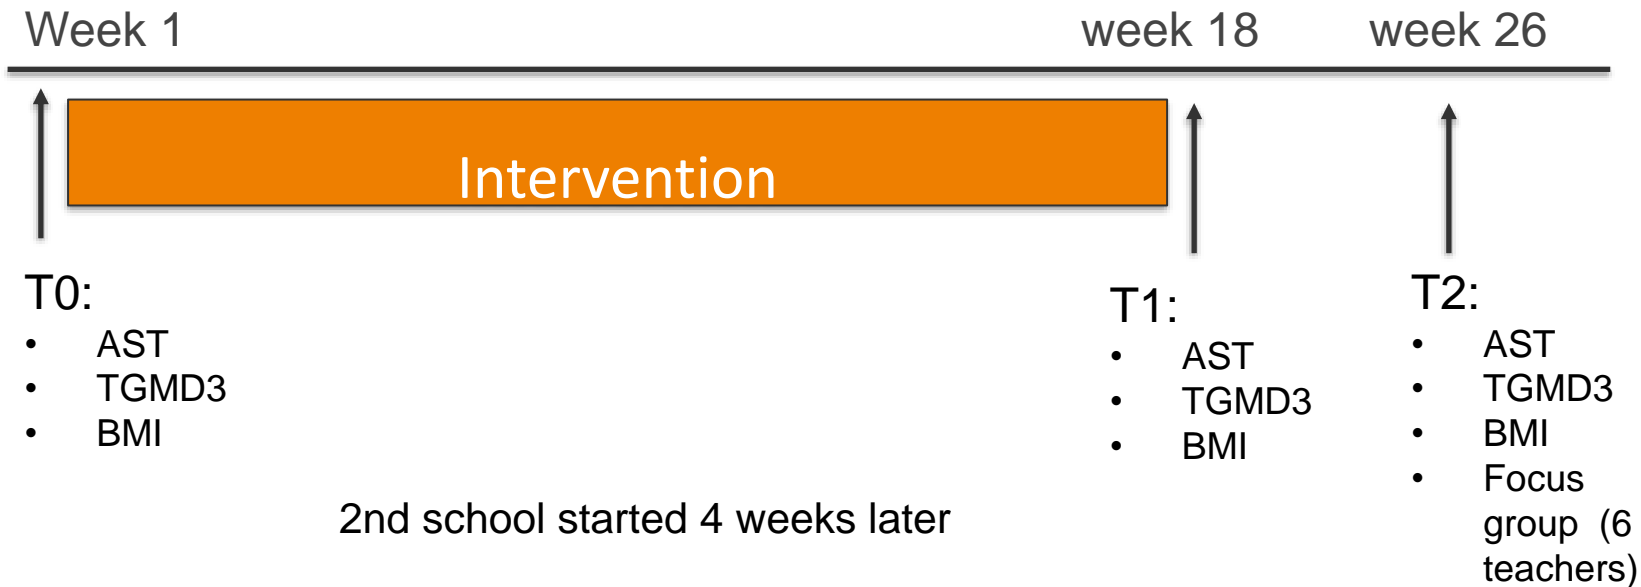 Week 1
week 18
week 26
Intervention
T0:
• AST
• TGMD3
• BMI
T1:
• AST
• TGMD3
• BMI
T2:
• AST
• TGMD3
• BMI
• Focus
group (6
teachers)
2nd school started 4 weeks later